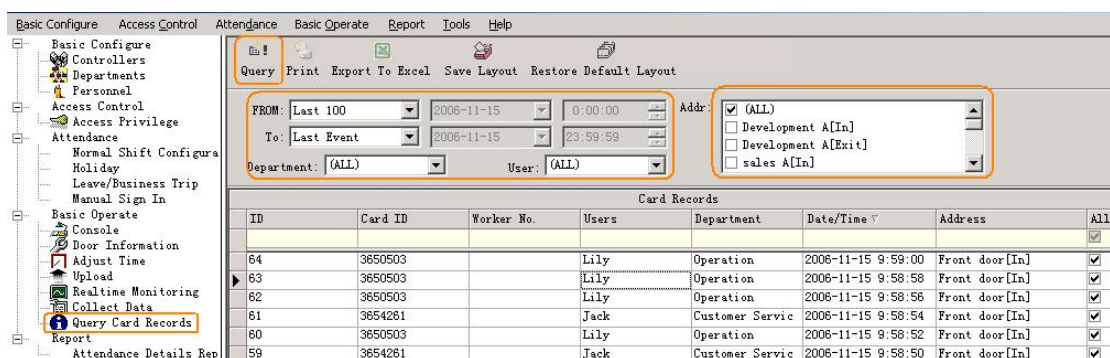 Basic Configure Access Control Attendance Basic Operate Report Tools Help
Basic Configure
Controllers
Departments
Personnel
Access Control
Access Privilege
Attendance
Normal Shift Configura
Holiday
Leave/Business Trip
Manual Sign In
Basic Operate
Console
Door Information
Adjust Time
Upload
Realtime Monitoring
Collect Data
Query Card Records
Report
Attendance Details Rep
Query Print Export To Excel Save Layout Restore Default Layout
FROM: Last 100 2006-11-15 0:00:00
To: Last Event 2006-11-15 23:59:59
Department: (ALL) User: (ALL)
Addr: (ALL)
Development A[In]
Development A[Exit]
sales A[In]
Card Records
ID Card ID Worker No. Users Department Date/Time Address All
64 3650503 Lily Operation 2006-11-15 9:59:00 Front door[In]
63 3650503 Lily Operation 2006-11-15 9:58:58 Front door[In]
62 3650503 Lily Operation 2006-11-15 9:58:56 Front door[In]
61 3654261 Jack Customer Servic 2006-11-15 9:58:54 Front door[In]
60 3650503 Lily Operation 2006-11-15 9:58:52 Front door[In]
59 3654261 Jack Customer Servic 2006-11-15 9:58:50 Front door[In]